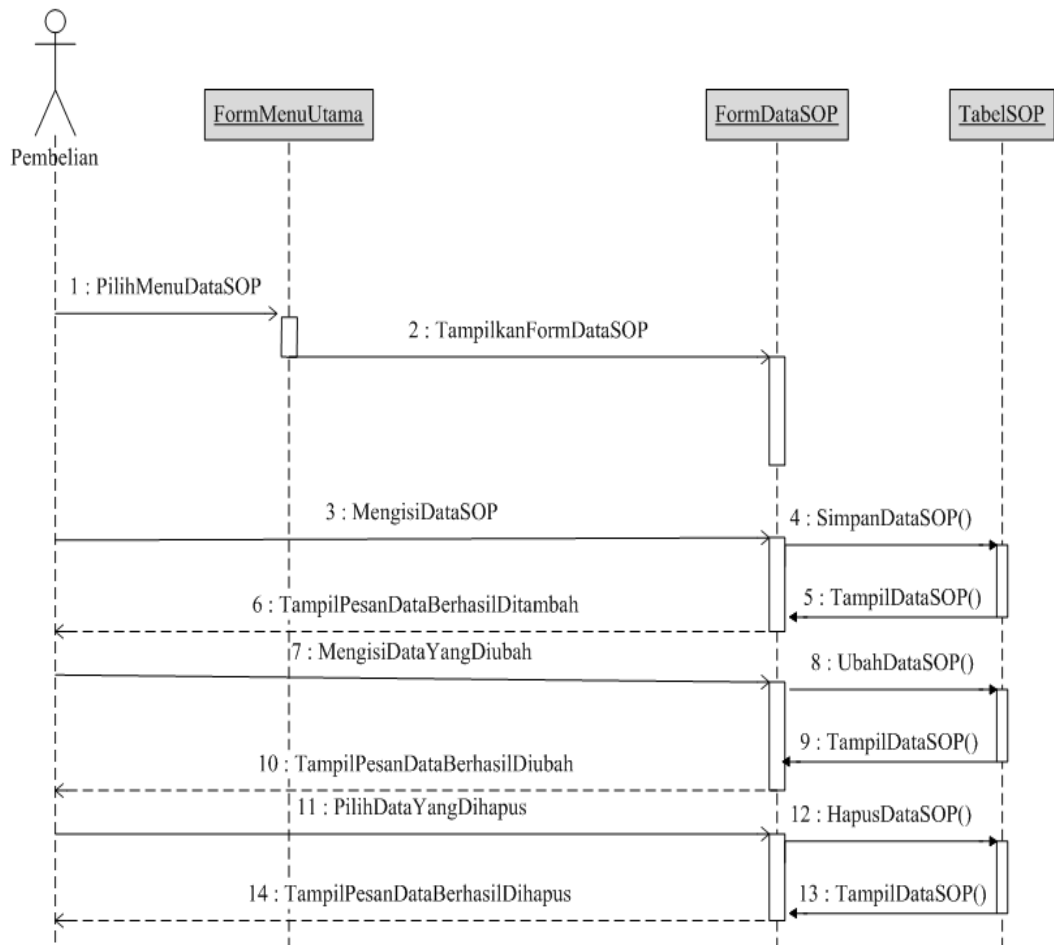 FormMenuUtama
FormDataSOP
TabelSOP
Pembelian
1 : PilihMenuDataSOP
2 : TampilkanFormDataSOP
3 : MengisiDataSOP
4 : SimpanDataSOP()
5 : TampilDataSOP()
6 : TampilPesanDataBerhasilDitambah
7 : MengisiDataYangDiubah
8 : UbahDataSOP()
9 : TampilDataSOP()
10 : TampilPesanDataBerhasilDiubah
11 : PilihDataYangDihapus
12 : HapusDataSOP()
13 : TampilDataSOP()
14 : TampilPesanDataBerhasilDihapus